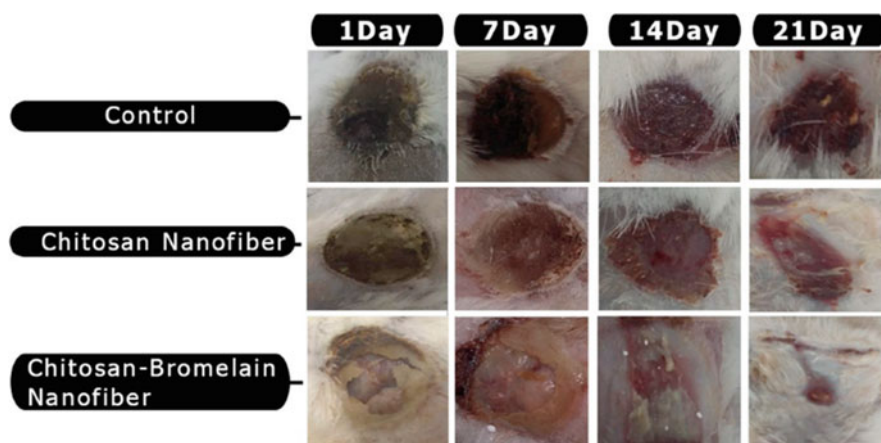 1Day 7Day 14Day 21Day
Control
Chitosan Nanofiber
Chitosan-Bromelain
Nanofiber